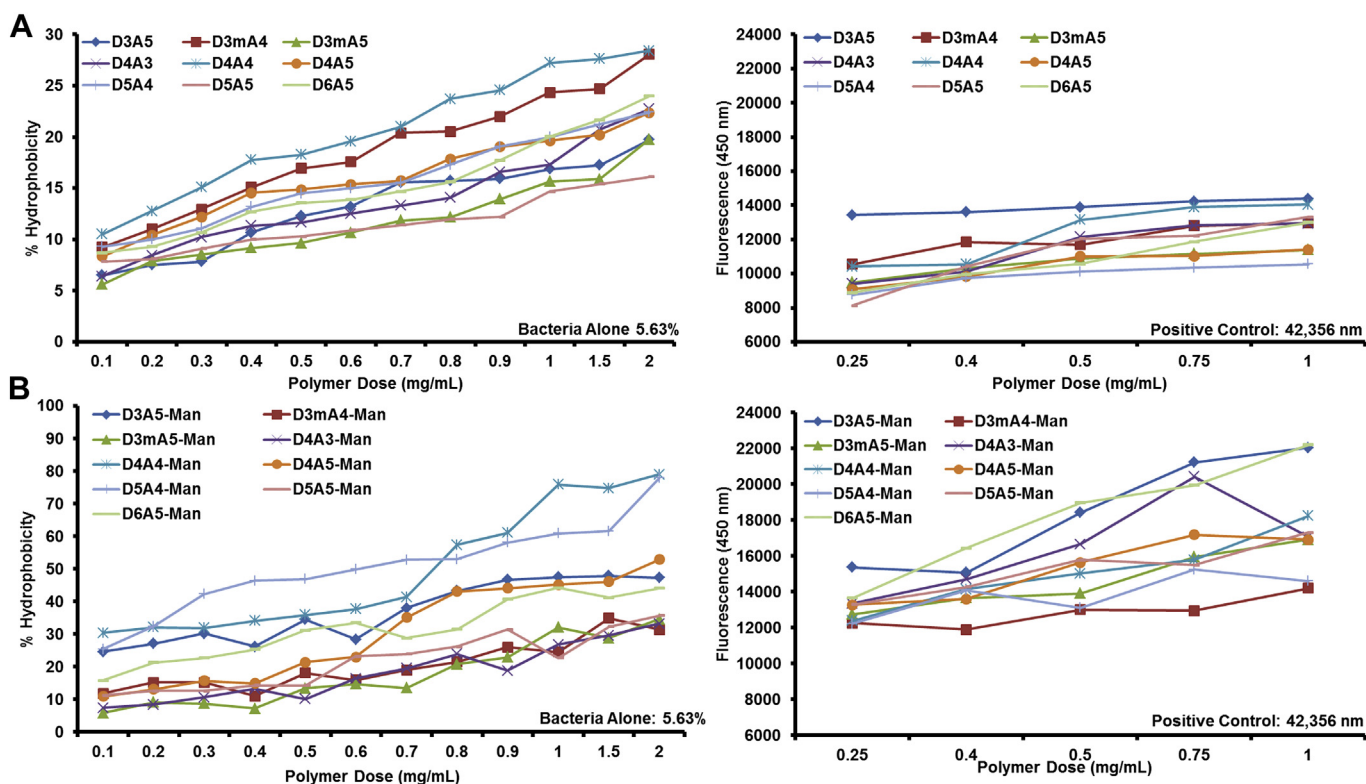 A
D3A5 D3mA4 D3mA5
D4A3 D4A4 D4A5
D5A4 D5A5 D6A5
% Hydrophobicity
30
25
20
15
10
5
0
Bacteria Alone 5.63%
0.1 0.2 0.3 0.4 0.5 0.6 0.7 0.8 0.9 1 1.5 2
Polymer Dose (mg/mL)
D3A5 D3mA4 D3mA5
D4A3 D4A4 D4A5
D5A4 D5A5 D6A5
Fluorescence (450 nm)
24000
22000
20000
18000
16000
14000
12000
10000
8000
6000
Positive Control: 42,356 nm
0.25 0.4 0.5 0.75 1
Polymer Dose (mg/mL)
B
D3A5-Man D3mA4-Man
D3mA5-Man D4A3-Man
D4A4-Man D4A5-Man
D5A4-Man D5A5-Man
D6A5-Man
% Hydrophobicity
100
90
80
70
60
50
40
30
20
10
0
Bacteria Alone: 5.63%
0.1 0.2 0.3 0.4 0.5 0.6 0.7 0.8 0.9 1 1.5 2
Polymer Dose (mg/mL)
D3A5-Man D3mA4-Man
D3mA5-Man D4A3-Man
D4A4-Man D4A5-Man
D5A4-Man D5A5-Man
D6A5-Man
Fluorescence (450 nm)
24000
22000
20000
18000
16000
14000
12000
10000
8000
6000
Positive Control: 42,356 nm
0.25 0.4 0.5 0.75 1
Polymer Dose (mg/mL)